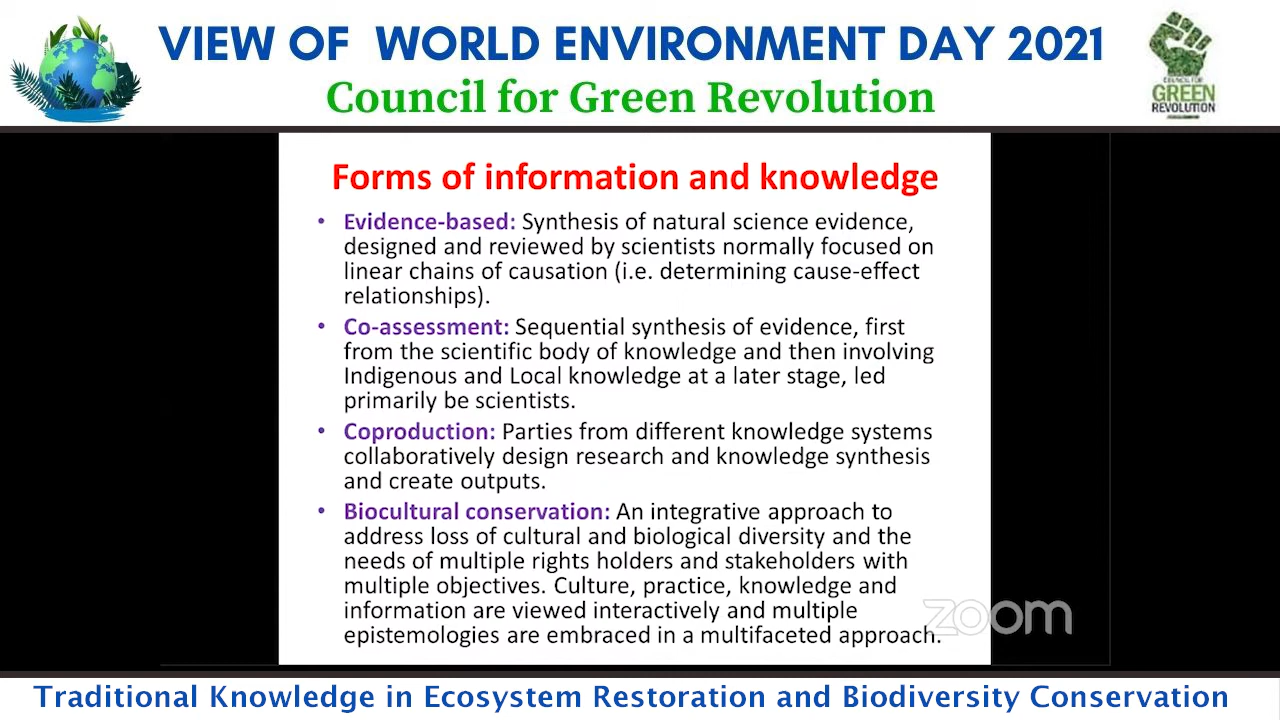 VIEW OF WORLD ENVIRONMENT DAY 2021
Council for Green Revolution
COUNCIL FOR
GREEN
REVOLUTION
Forms of information and knowledge
• Evidence-based: Synthesis of natural science evidence,
designed and reviewed by scientists normally focused on
linear chains of causation (i.e. determining cause-effect
relationships).
• Co-assessment: Sequential synthesis of evidence, first
from the scientific body of knowledge and then involving
Indigenous and Local knowledge at a later stage, led
primarily be scientists.
• Coproduction: Parties from different knowledge systems
collaboratively design research and knowledge synthesis
and create outputs.
• Biocultural conservation: An integrative approach to
address loss of cultural and biological diversity and the
needs of multiple rights holders and stakeholders with
multiple objectives. Culture, practice, knowledge and
information are viewed interactively and multiple
epistemologies are embraced in a multifaceted approach.
zoom
Traditional Knowledge in Ecosystem Restoration and Biodiversity Conservation